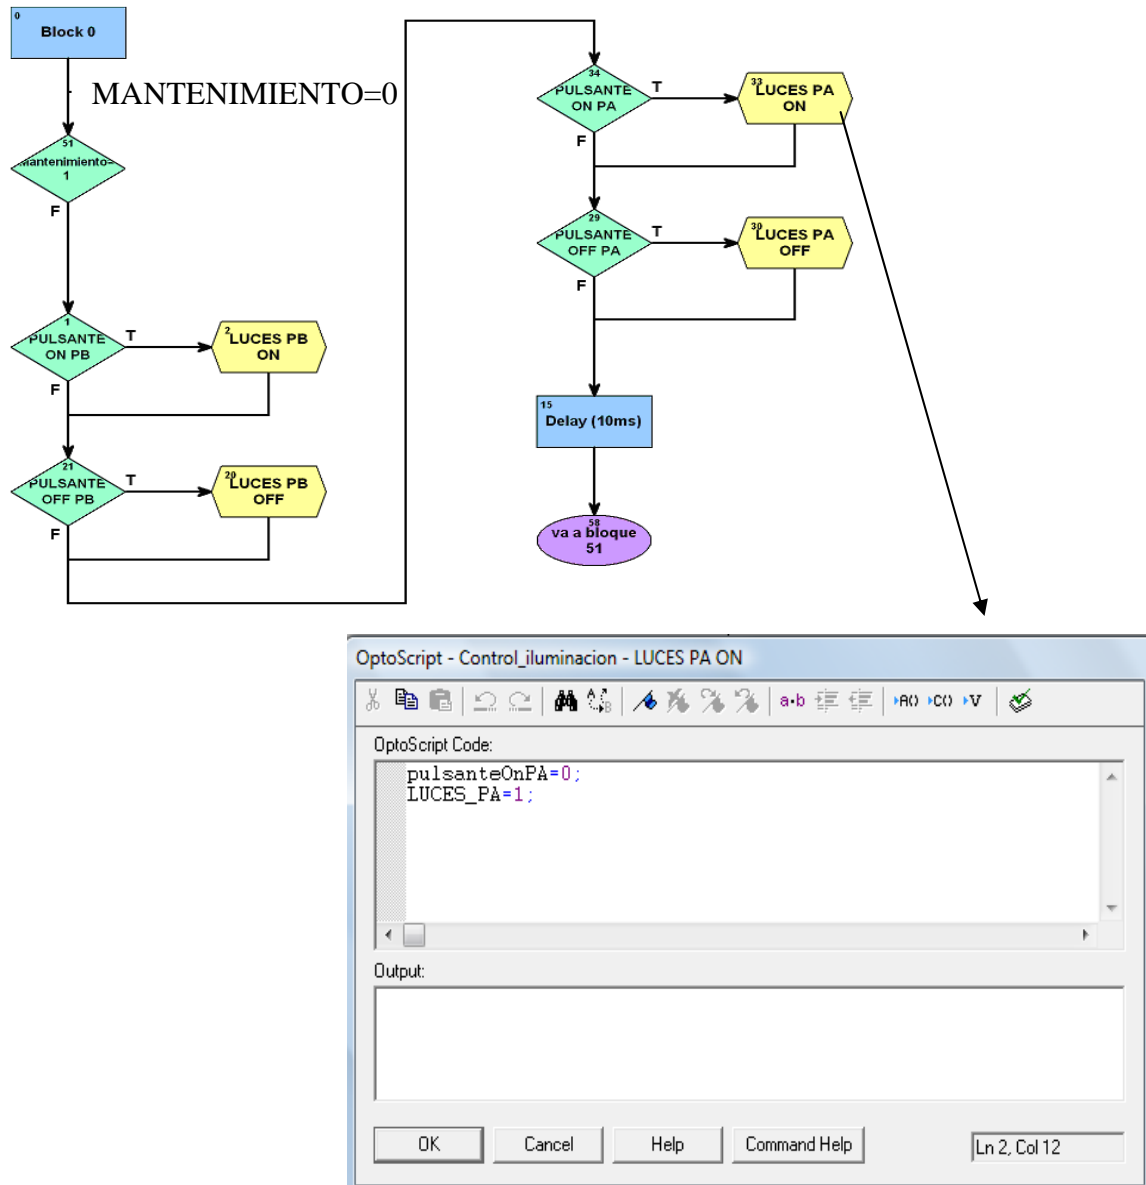 0
Block 0
MANTENIMIENTO=0
51
Mantenimiento=
1
F
1
PULSANTE
ON PB
T
2
LUCES PB
ON
F
21
PULSANTE
OFF PB
T
20
LUCES PB
OFF
F
34
PULSANTE
ON PA
T
33
LUCES PA
ON
F
29
PULSANTE
OFF PA
T
30
LUCES PA
OFF
F
15
Delay (10ms)
58
va a bloque
51
OptoScript - Control_iluminacion - LUCES PA ON
a•b
A()
C()
V
OptoScript Code:
pulsanteOnPA=0;
LUCES_PA=1;
Output:
OK
Cancel
Help
Command Help
Ln 2, Col 12